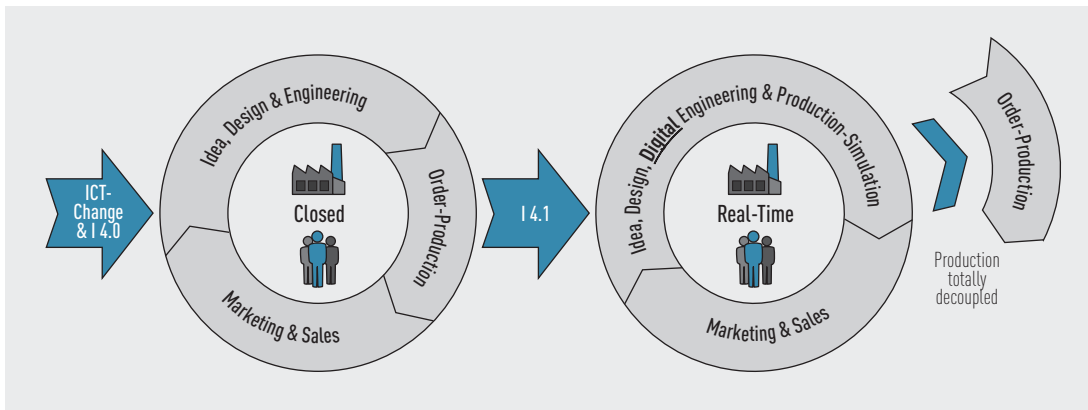 ICT-
Change
& I 4.0
Idea, Design & Engineering
Order-Production
Marketing & Sales
Closed
I 4.1
Idea, Design, Digital Engineering & Production-Simulation
Marketing & Sales
Real-Time
Order-Production
Production
totally
decoupled